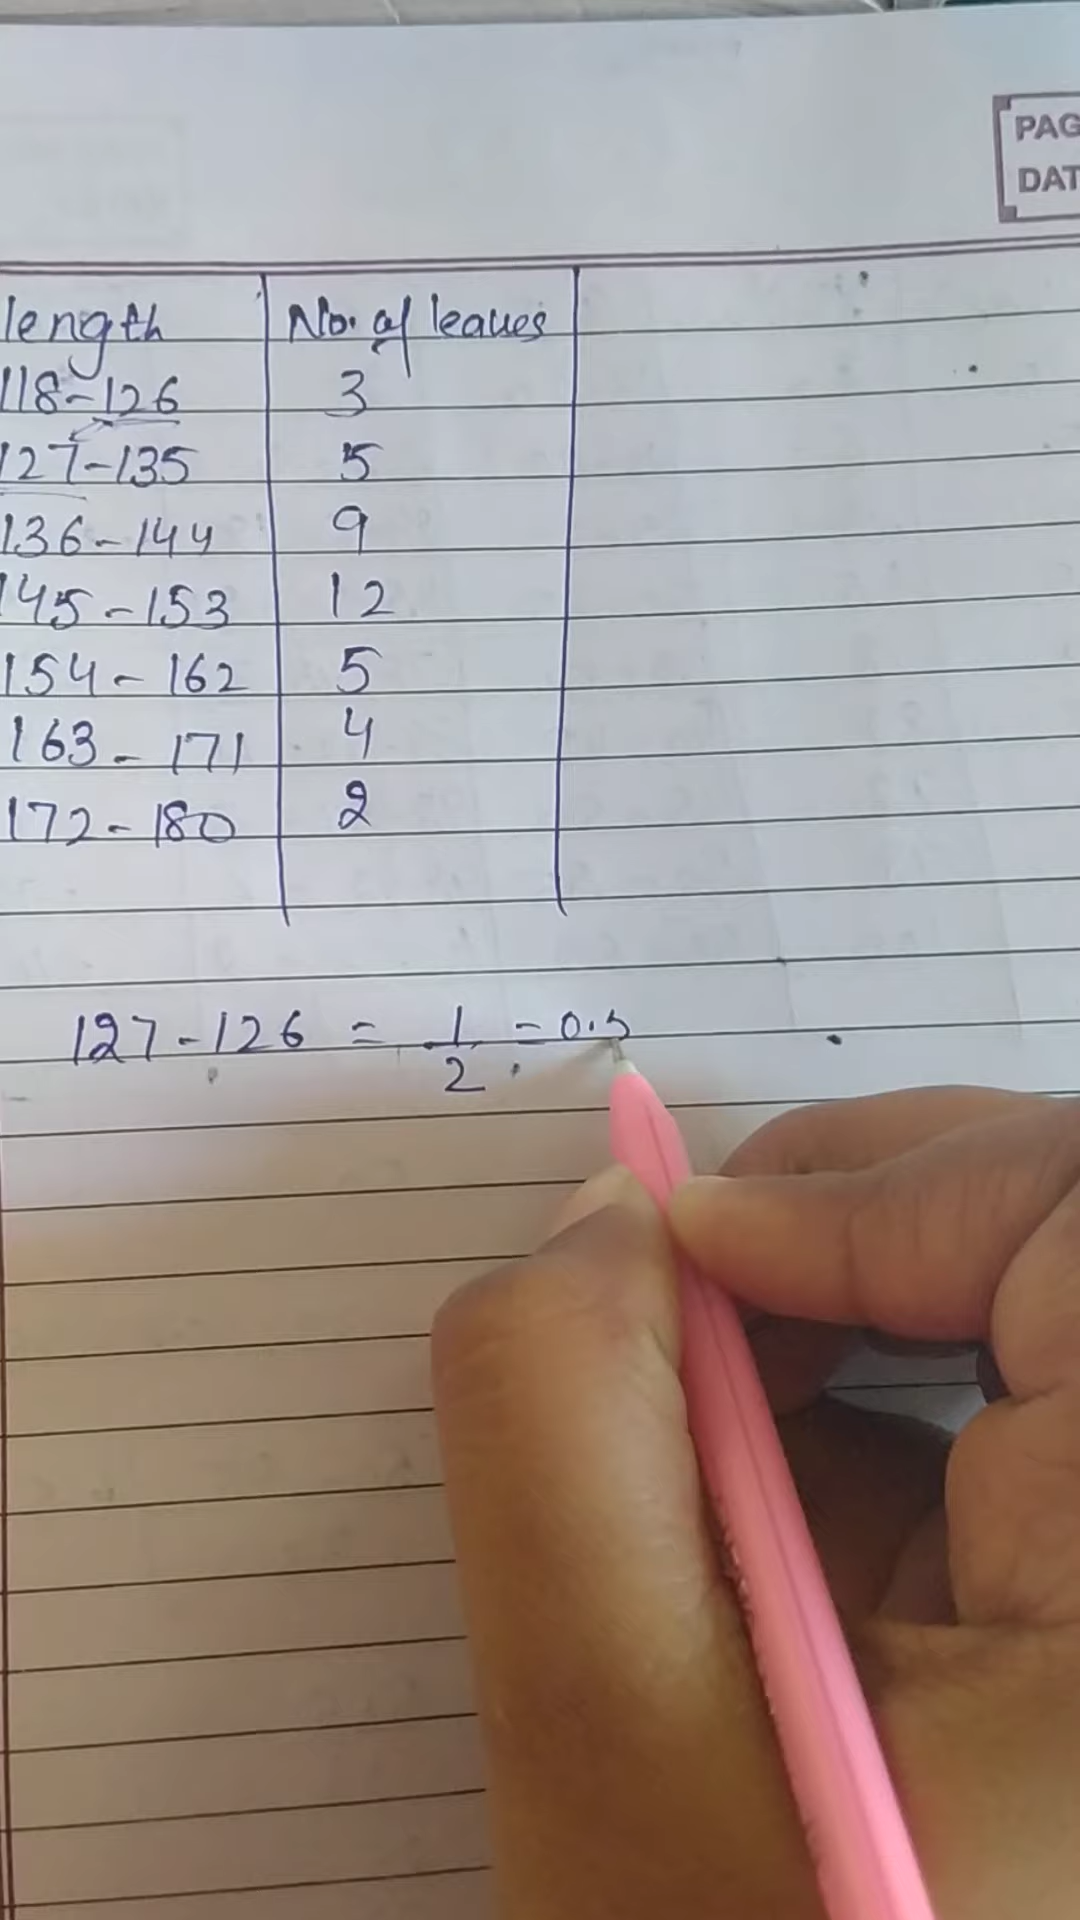 PAG
DAT
length No. of leaves
118-126 3
127-135 5
136-144 9
145-153 12
154-162 5
163-171 4
172-180 2
127-126 = 1/2 = 0.5